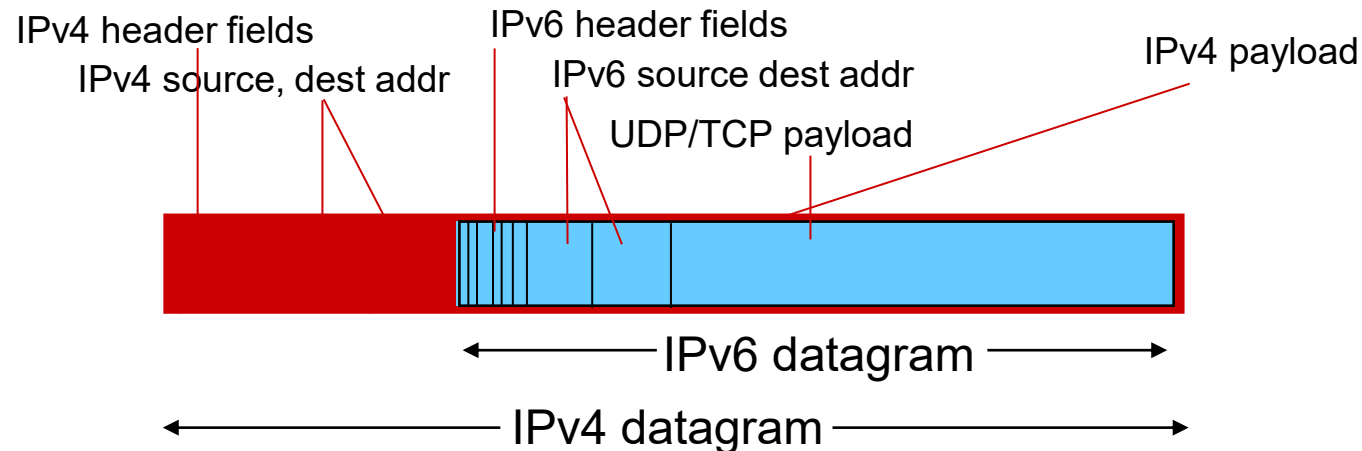 IPv4 header fields
IPv4 source, dest addr
IPv6 header fields
IPv6 source dest addr
UDP/TCP payload
IPv4 payload
IPv6 datagram
IPv4 datagram